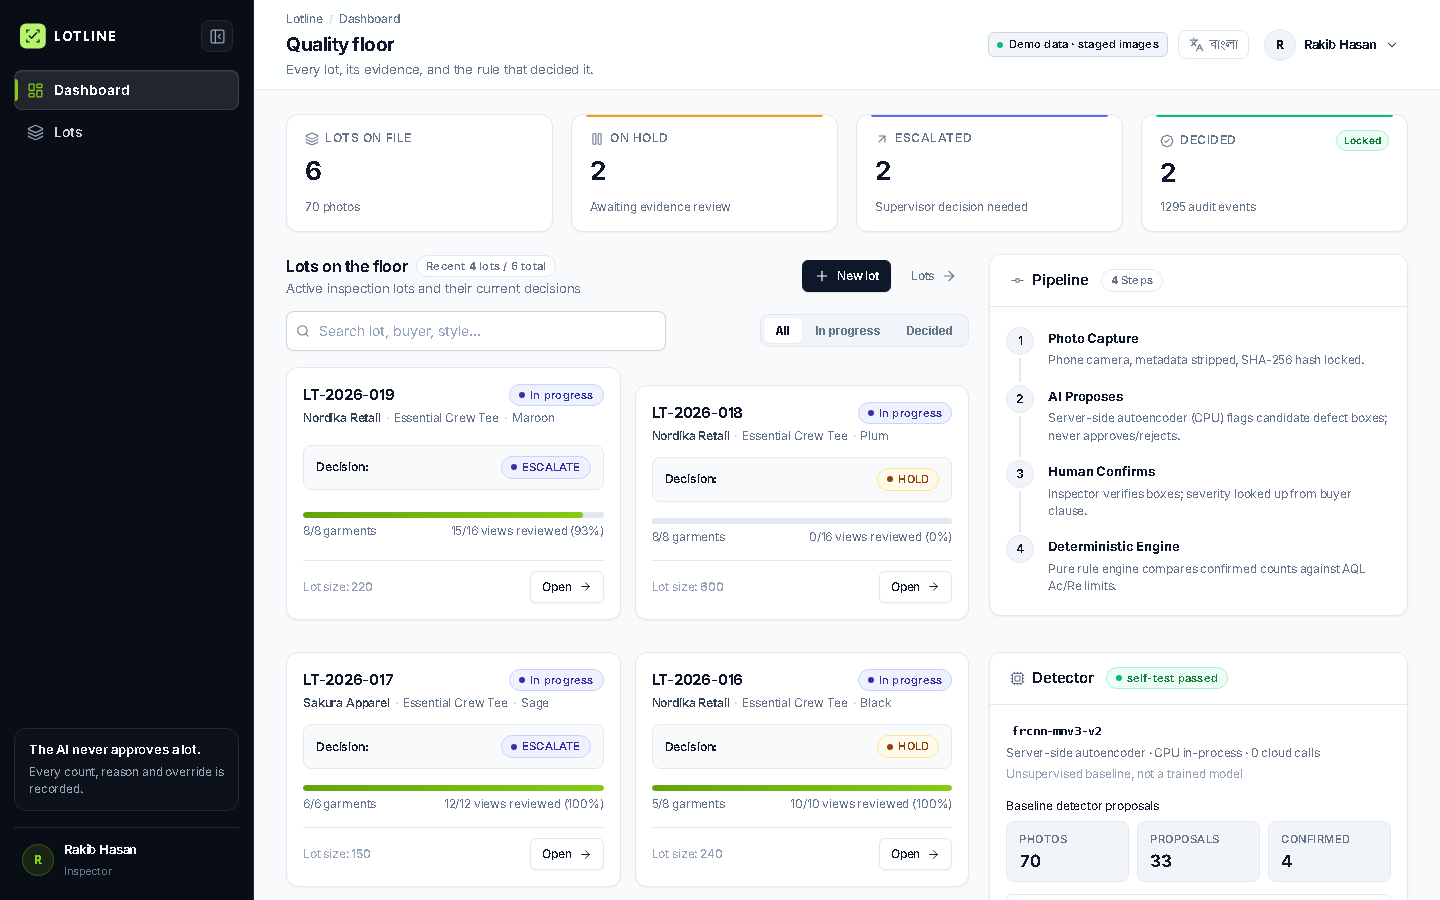 LOTLINE
Dashboard
Lots
The AI never approves a lot.
Every count, reason and override is
recorded.
R
Rakib Hasan
Inspector
Lotline / Dashboard
Quality floor
Every lot, its evidence, and the rule that decided it.
Demo data · staged images
বাংলা
R
Rakib Hasan
LOTS ON FILE
6
70 photos
ON HOLD
2
Awaiting evidence review
ESCALATED
2
Supervisor decision needed
DECIDED
Locked
2
1295 audit events
Lots on the floor
Recent 4 lots / 6 total
Active inspection lots and their current decisions
New lot
Lots
Search lot, buyer, style...
All
In progress
Decided
LT-2026-019
In progress
Nordika Retail · Essential Crew Tee · Maroon
Decision:
ESCALATE
8/8 garments
15/16 views reviewed (93%)
Lot size: 220
Open
LT-2026-018
In progress
Nordika Retail · Essential Crew Tee · Plum
Decision:
HOLD
8/8 garments
0/16 views reviewed (0%)
Lot size: 600
Open
LT-2026-017
In progress
Sakura Apparel · Essential Crew Tee · Sage
Decision:
ESCALATE
6/6 garments
12/12 views reviewed (100%)
Lot size: 150
Open
LT-2026-016
In progress
Nordika Retail · Essential Crew Tee · Black
Decision:
HOLD
5/8 garments
10/10 views reviewed (100%)
Lot size: 240
Open
Pipeline
4 Steps
1
Photo Capture
Phone camera, metadata stripped, SHA-256 hash locked.
2
AI Proposes
Server-side autoencoder (CPU) flags candidate defect boxes;
never approves/rejects.
3
Human Confirms
Inspector verifies boxes; severity looked up from buyer
clause.
4
Deterministic Engine
Pure rule engine compares confirmed counts against AQL
Ac/Re limits.
Detector
self-test passed
frcnn-mnv3-v2
Server-side autoencoder · CPU in-process · 0 cloud calls
Unsupervised baseline, not a trained model
Baseline detector proposals
PHOTOS
70
PROPOSALS
33
CONFIRMED
4